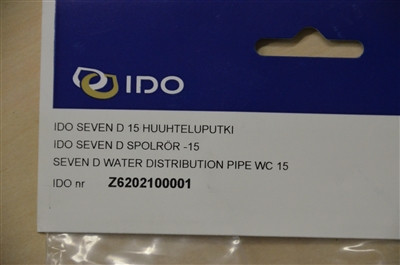 IDO
IDO SEVEN D 15 HUUHTELUPUTKI
IDO SEVEN D SPOLRÖR -15
SEVEN D WATER DISTRIBUTION PIPE WC 15
IDO nr Z6202100001